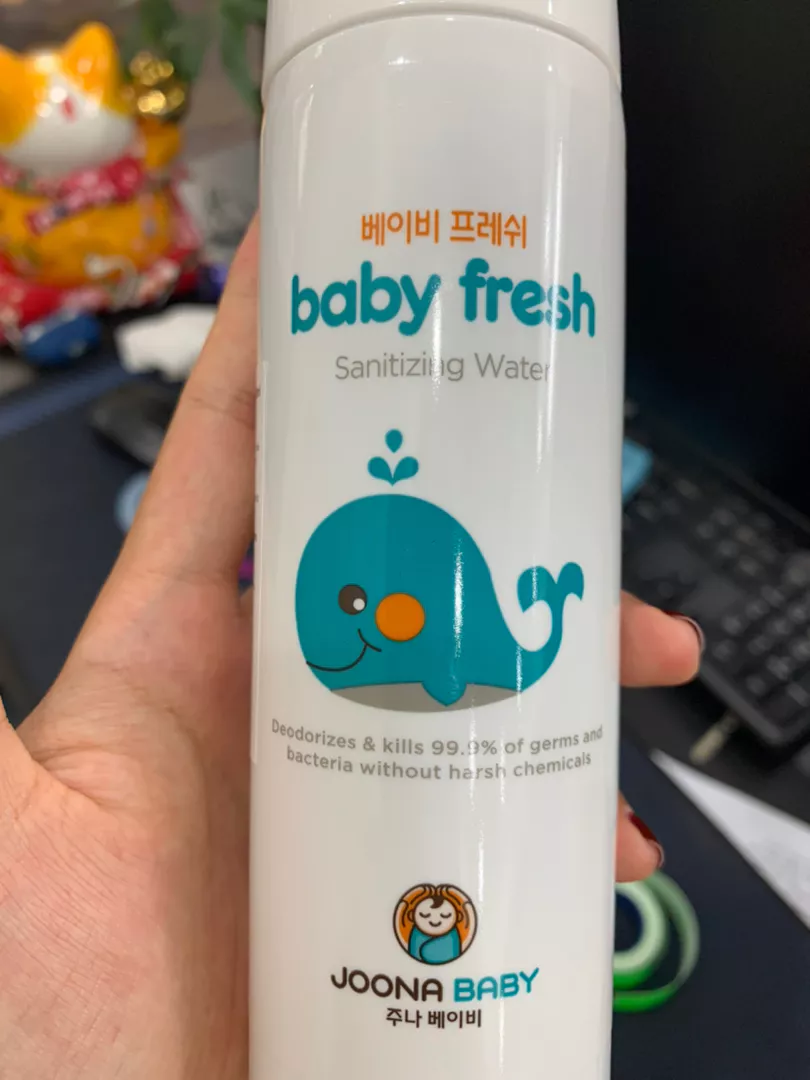 베이비 프레쉬
baby fresh
Sanitizing Water
Deodorizes & kills 99.9% of germs and
bacteria without harsh chemicals
JOONA BABY
주나 베이비